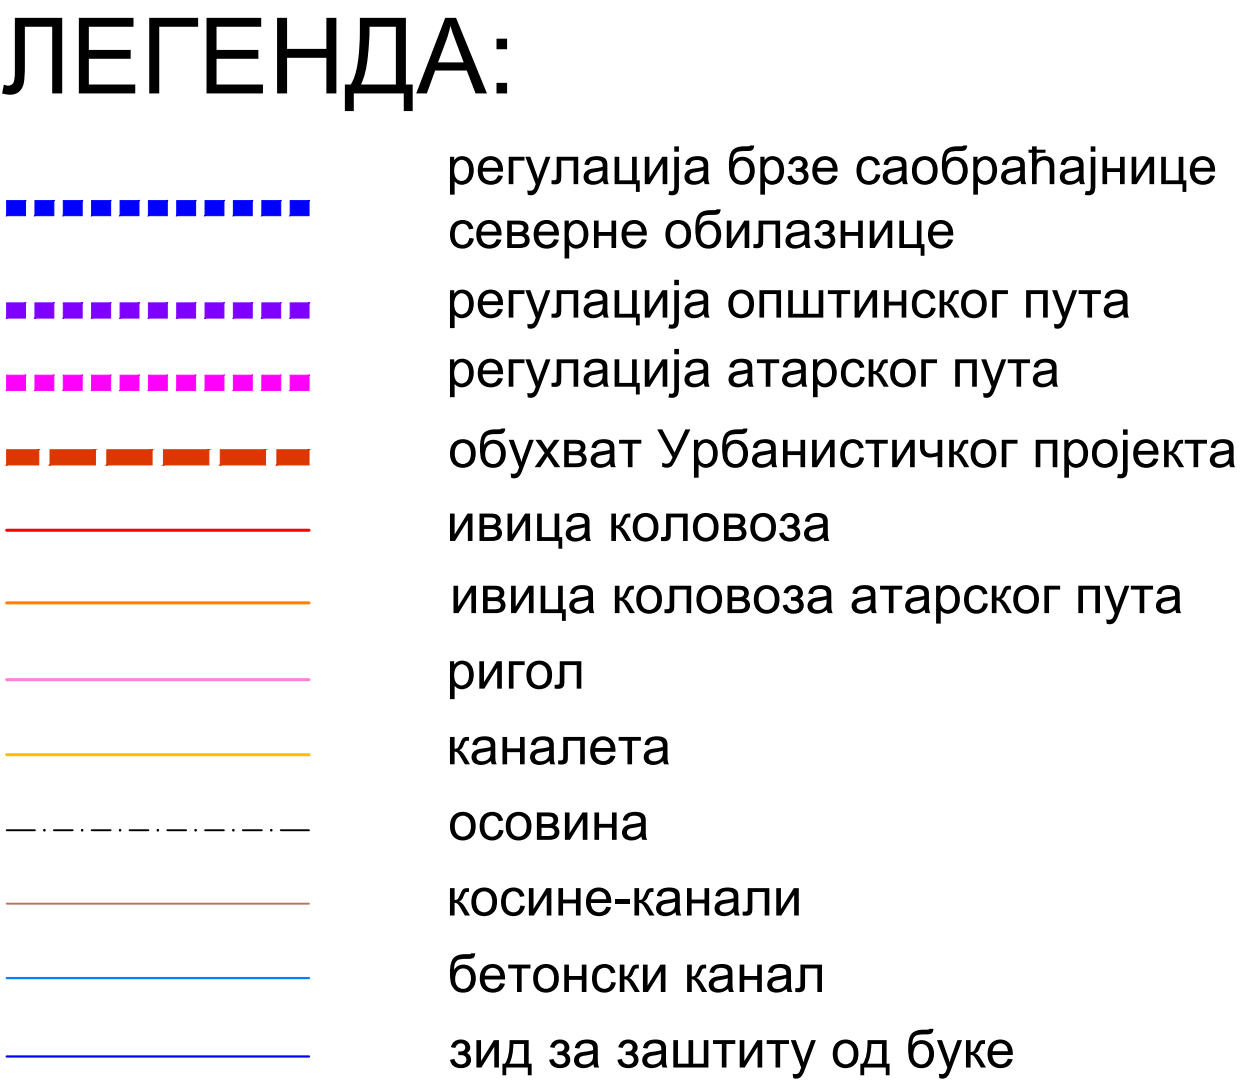 ЛЕГЕНДА:
регулација брзе саобраћајнице
северне обилазнице
регулација општинског пута
регулација атарског пута
обухват Урбанистичког пројекта
ивица коловоза
ивица коловоза атарског пута
ригол
каналета
осовина
косине-канали
бетонски канал
зид за заштиту од буке